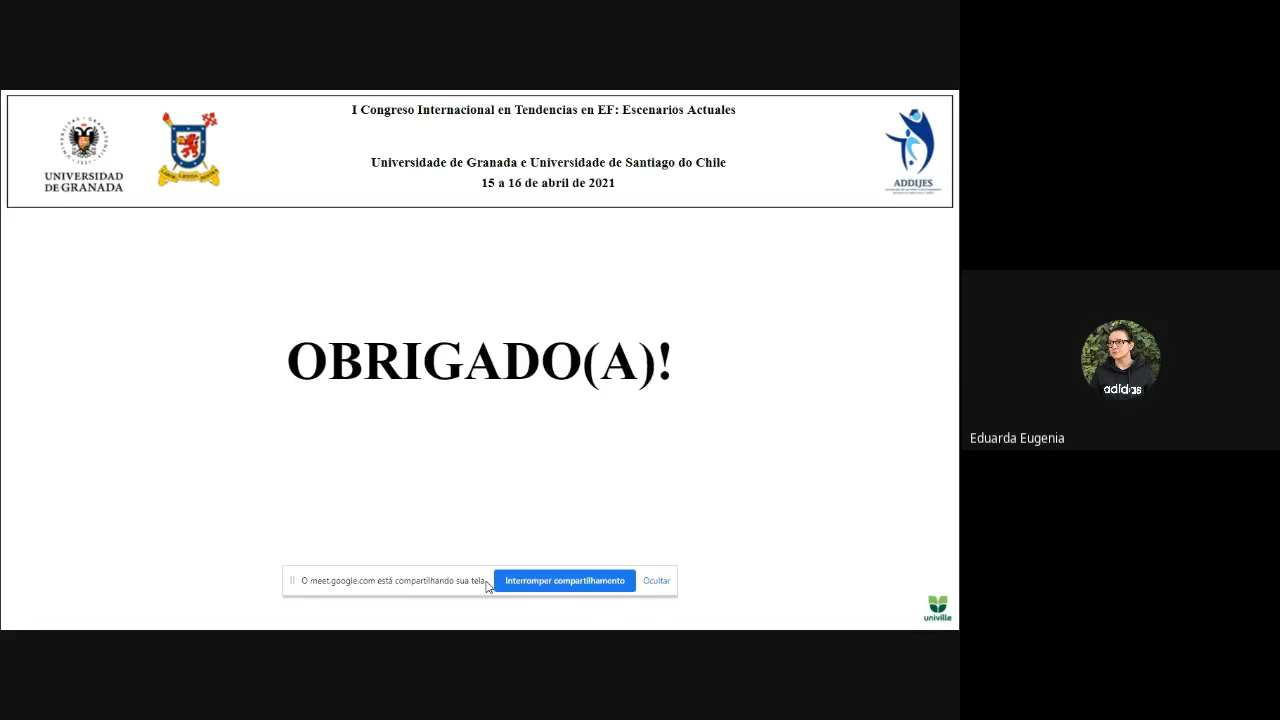 I Congreso Internacional en Tendencias en EF: Escenarios Actuales
UNIVERSIDAD
DE GRANADA
Universidade de Granada e Universidade de Santiago do Chile
15 a 16 de abril de 2021
ADDIJES
OBRIGADO(A)!
adidas
Eduarda Eugenia
O meet.google.com está compartilhando sua tela.
Interromper compartilhamento
Ocultar
univille